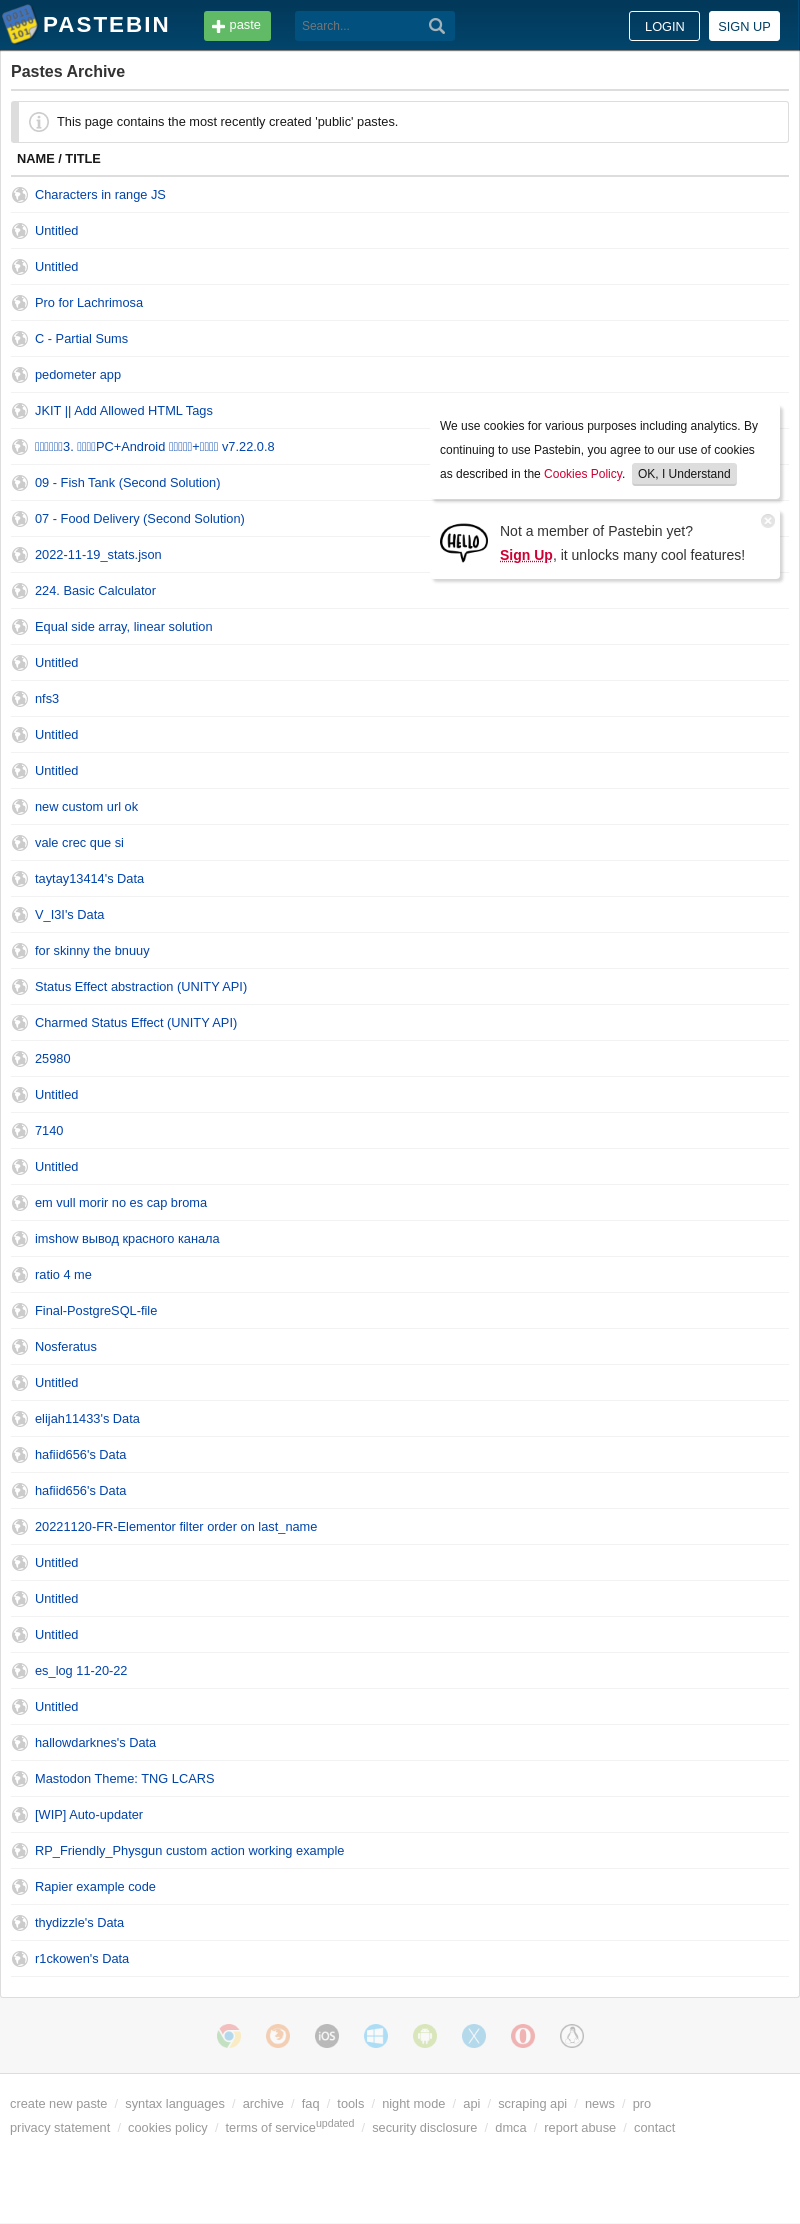 PASTEBIN
paste
Search...
LOGIN
SIGN UP
Pastes Archive
This page contains the most recently created 'public' pastes.
NAME / TITLE
Characters in range JS
Untitled
Untitled
Pro for Lachrimosa
C - Partial Sums
pedometer app
JKIT || Add Allowed HTML Tags
3. PC+Android + v7.22.0.8
09 - Fish Tank (Second Solution)
07 - Food Delivery (Second Solution)
2022-11-19_stats.json
We use cookies for various purposes including analytics. By
continuing to use Pastebin, you agree to our use of cookies
as described in the Cookies Policy. OK, I Understand
HELLO
Not a member of Pastebin yet?
Sign Up, it unlocks many cool features!
224. Basic Calculator
Equal side array, linear solution
Untitled
nfs3
Untitled
Untitled
new custom url ok
vale crec que si
taytay13414's Data
V_I3I's Data
for skinny the bnuuy
Status Effect abstraction (UNITY API)
Charmed Status Effect (UNITY API)
25980
Untitled
7140
Untitled
em vull morir no es cap broma
imshow вывод красного канала
ratio 4 me
Final-PostgreSQL-file
Nosferatus
Untitled
elijah11433's Data
hafiid656's Data
hafiid656's Data
20221120-FR-Elementor filter order on last_name
Untitled
Untitled
Untitled
es_log 11-20-22
Untitled
hallowdarknes's Data
Mastodon Theme: TNG LCARS
[WIP] Auto-updater
RP_Friendly_Physgun custom action working example
Rapier example code
thydizzle's Data
r1ckowen's Data
iOS
create new paste / syntax languages / archive / faq / tools / night mode / api / scraping api / news / pro
privacy statement / cookies policy / terms of service updated / security disclosure / dmca / report abuse / contact